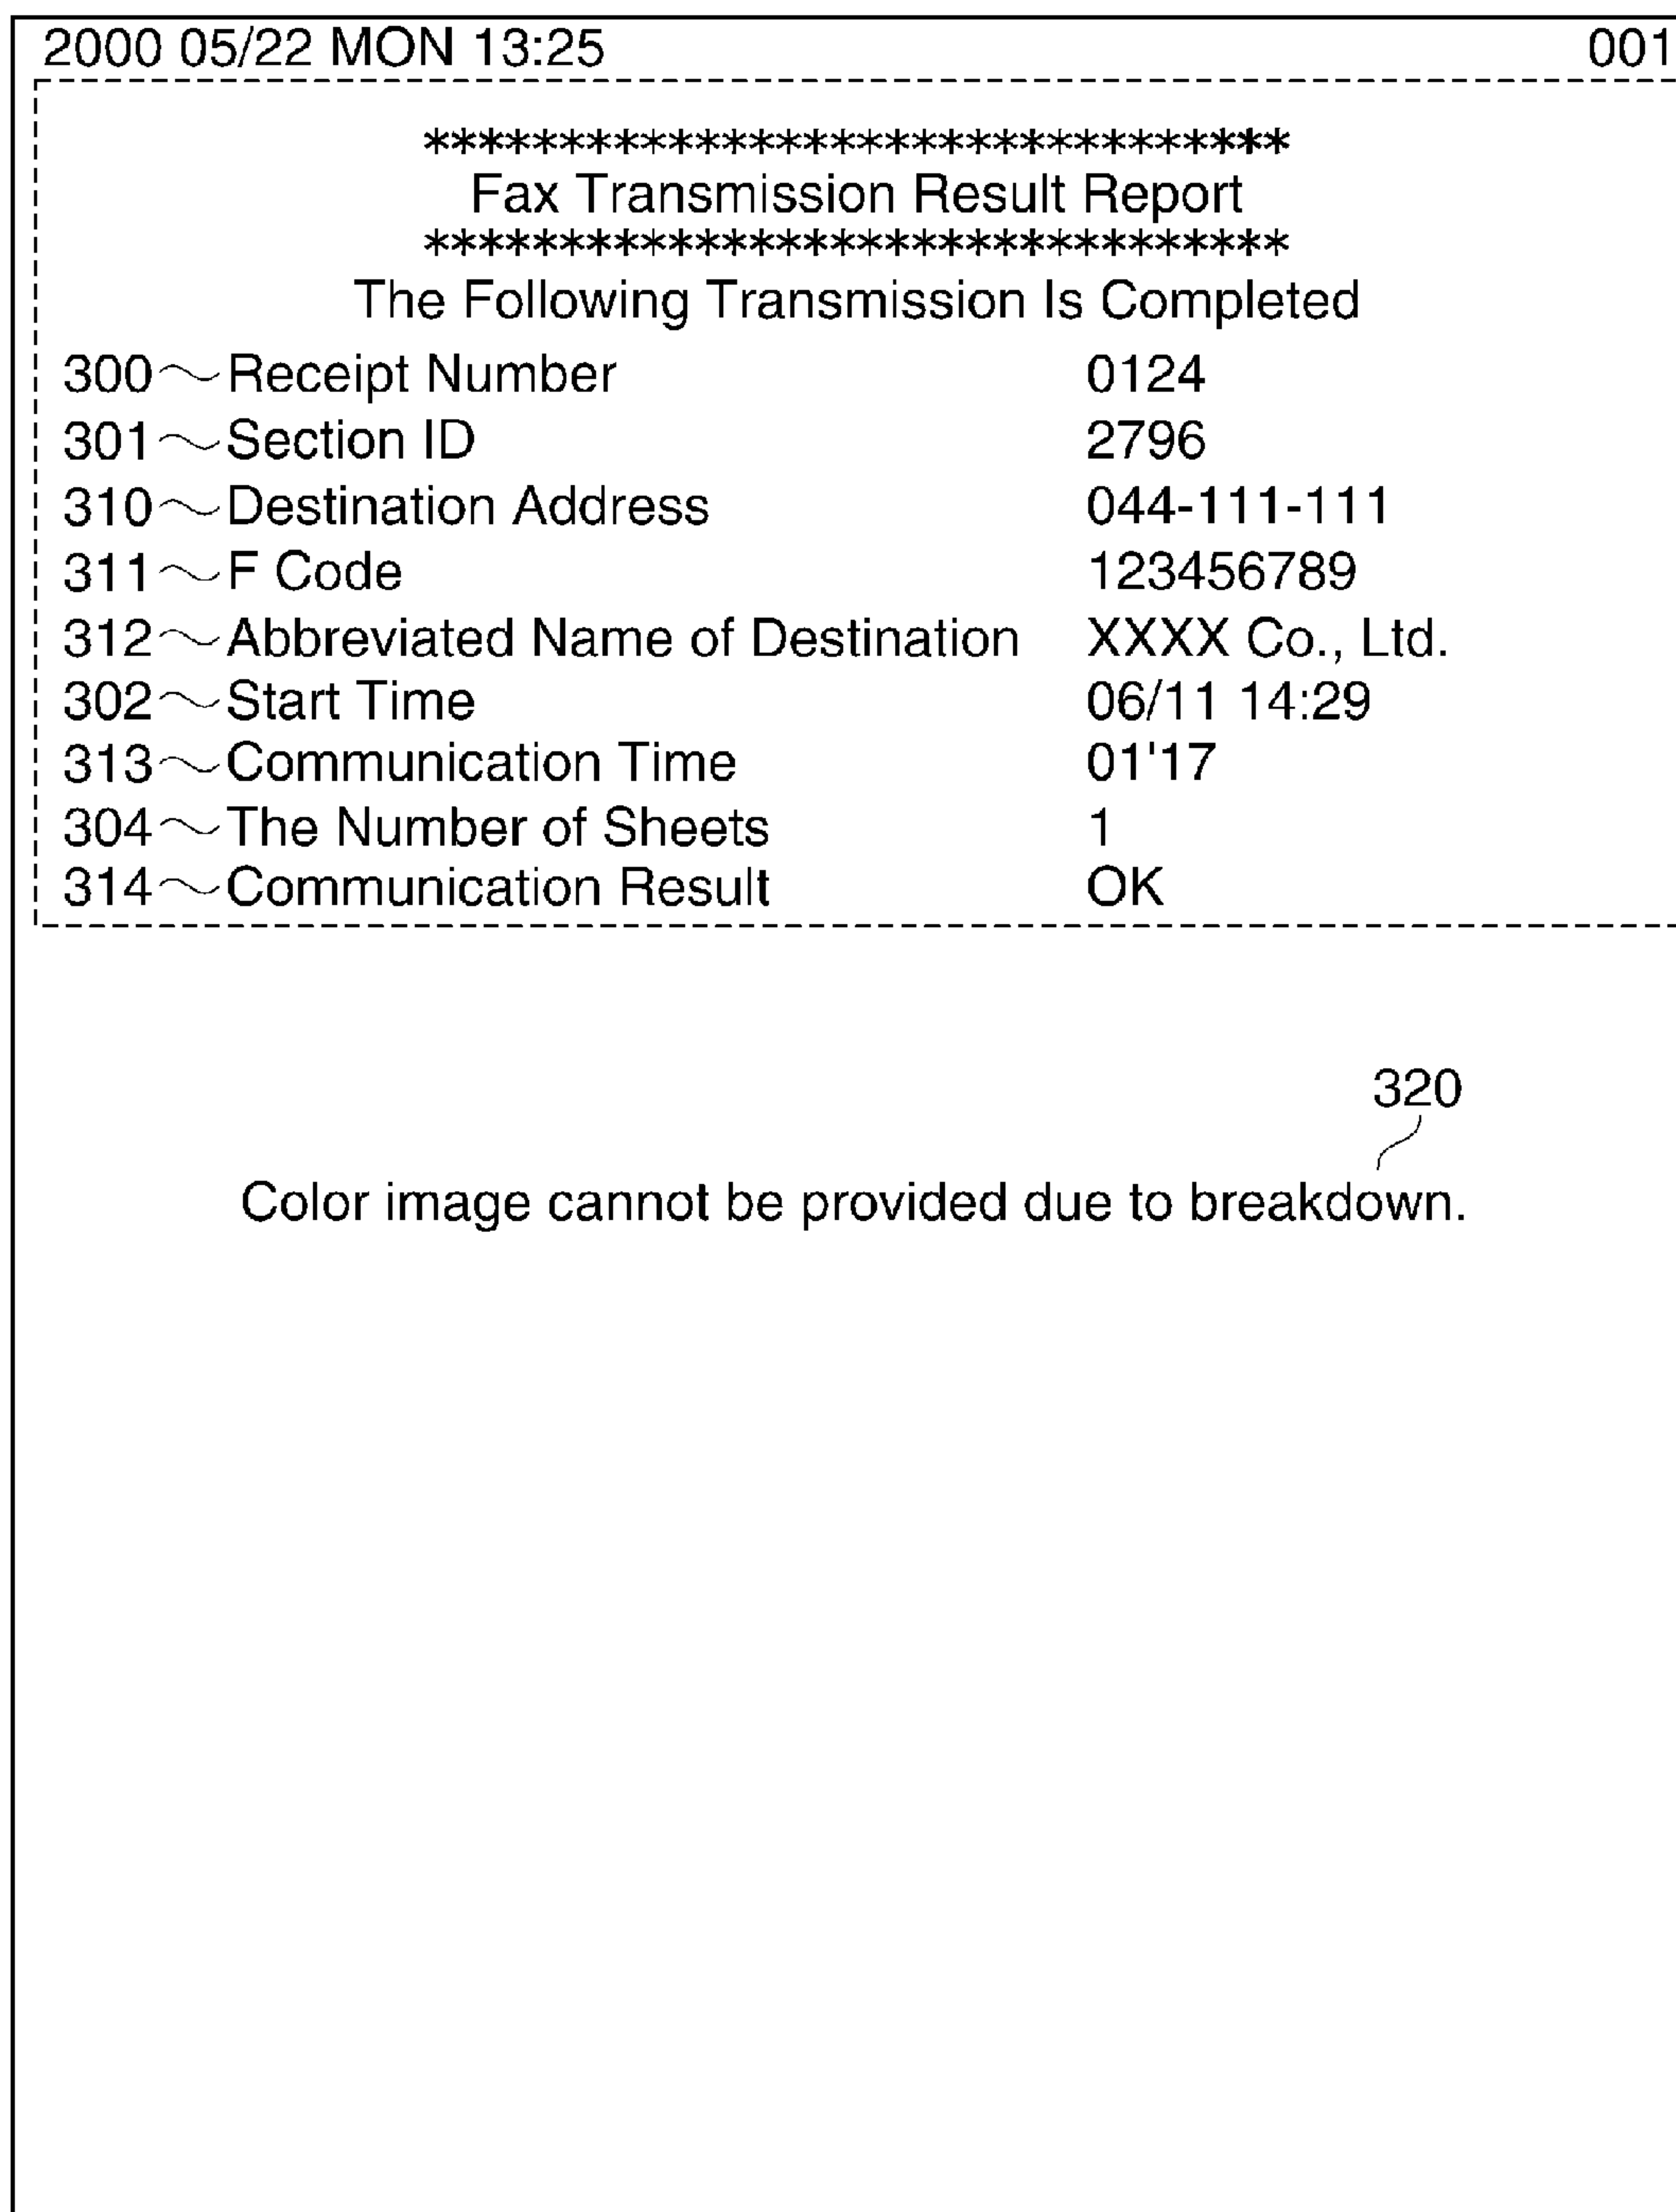 2000 05/22 MON 13:25 001
********************************
Fax Transmission Result Report
********************************
The Following Transmission Is Completed
300 Receipt Number 0124
301 Section ID 2796
310 Destination Address 044-111-111
311 F Code 123456789
312 Abbreviated Name of Destination XXXX Co., Ltd.
302 Start Time 06/11 14:29
313 Communication Time 01'17
304 The Number of Sheets 1
314 Communication Result OK
320
Color image cannot be provided due to breakdown.